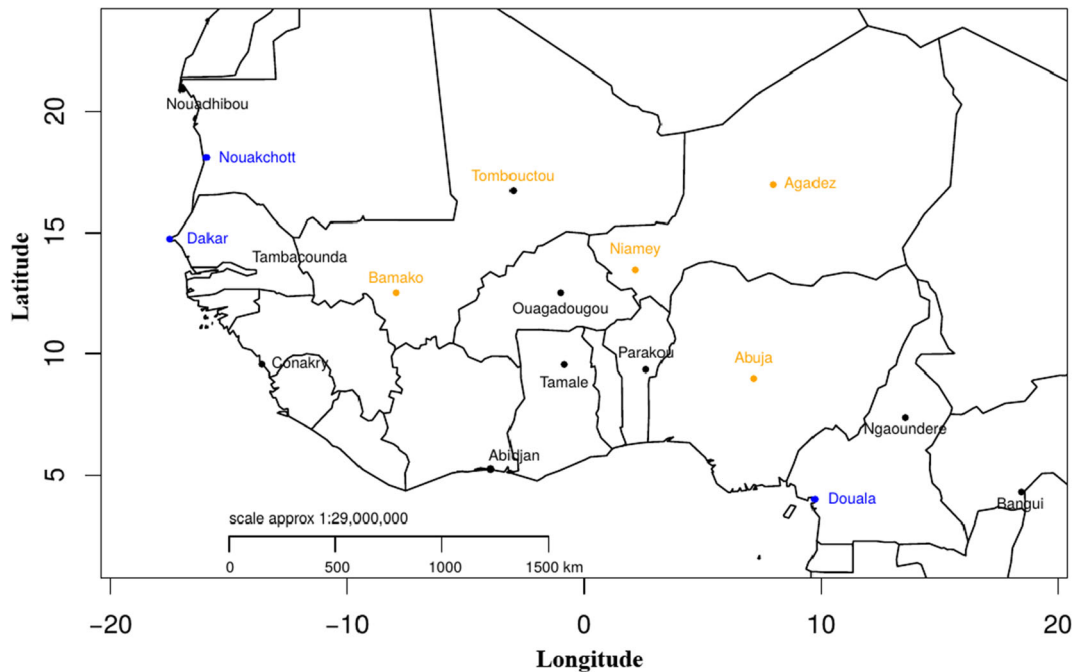 20
15
10
5
Latitude
Nouadhibou
Nouakchott
Tombouctou
Agadez
Dakar
Tambacounda
Niamey
Bamako
Ouagadougou
Conakry
Parakou
Abuja
Tamale
Ngaoundere
Abidjan
Douala
Bangui
scale approx 1:29,000,000
0 500 1000 1500 km
−20 −10 0 10 20
Longitude